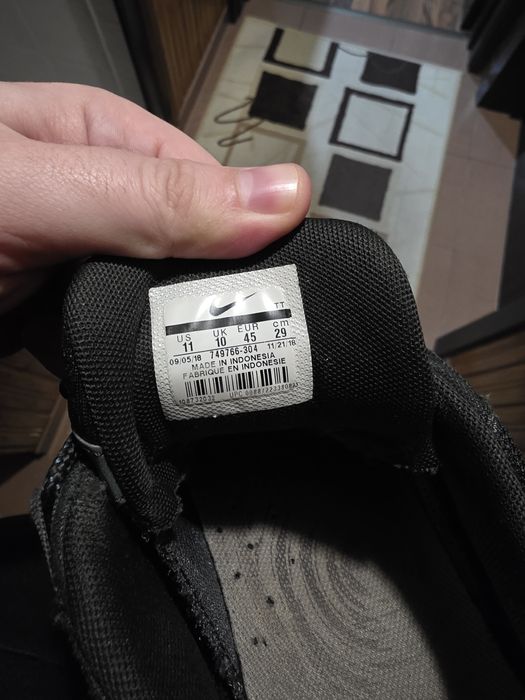 TT
US UK EUR cm
11 10 45 29
09/05/18 749766-304 11/21/18
MADE IN INDONESIA
FABRIQUE EN INDONESIE